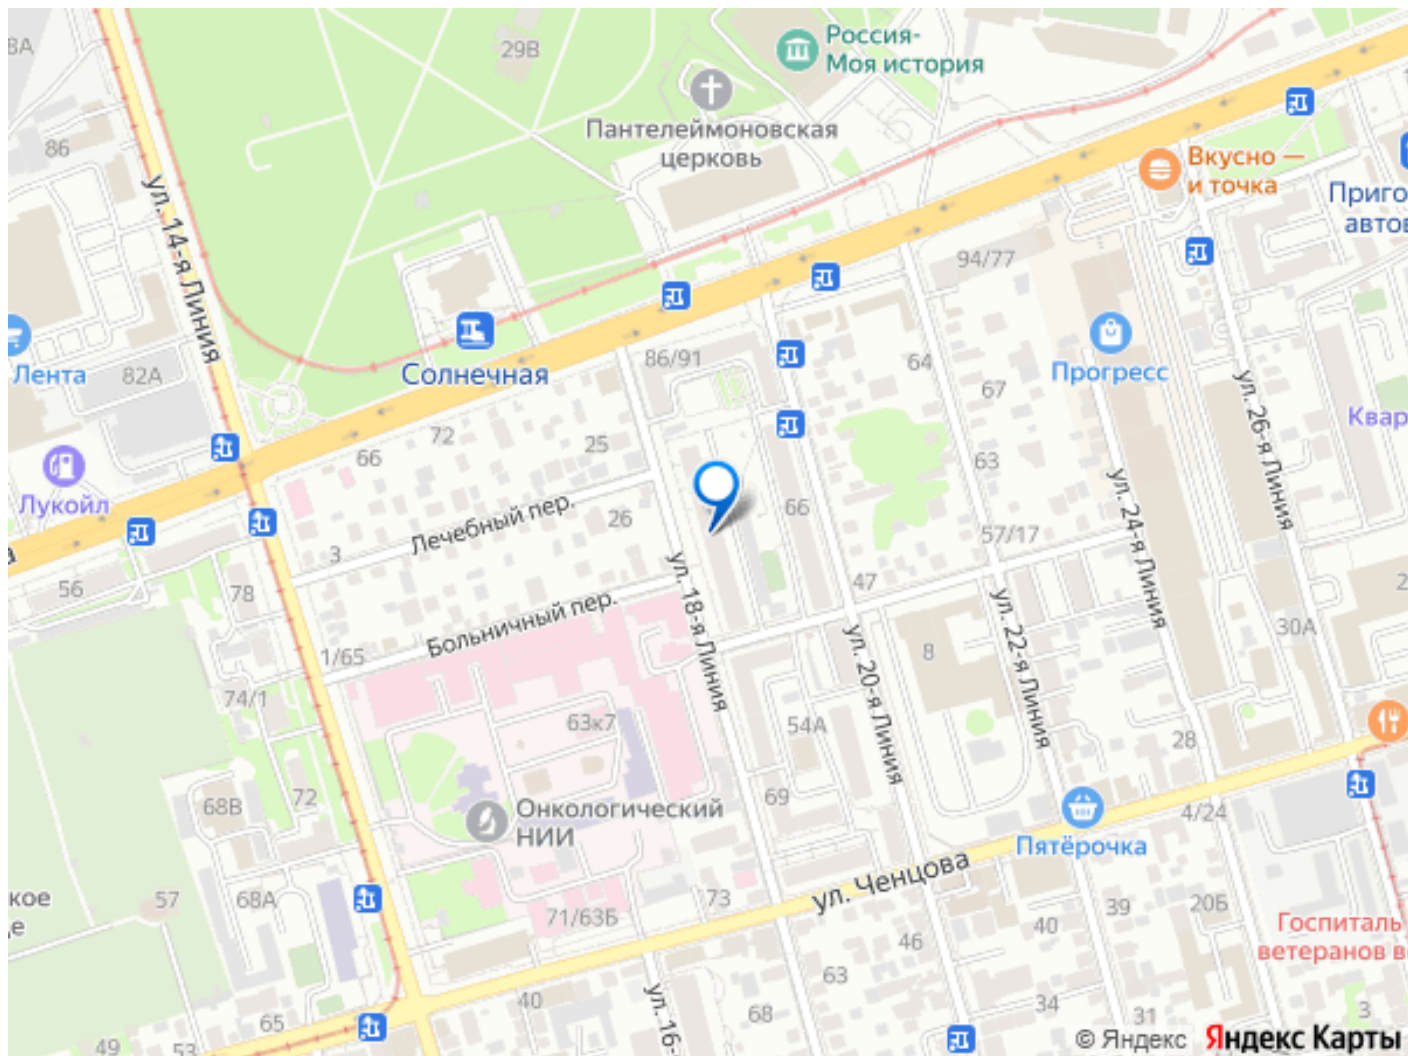 8А
29В
Россия-
Моя история
Пантелеймоновская
церковь
86
Вкусно —
и точка
ул. 14-я Линия
94/77
86/91
Лента
82А
Солнечная
64
Прогресс
67
72
25
66
63
ул. 26-я Линия
Лукойл
Лечебный пер.
26
66
57/17
ул. 24-я Линия
3
56
78
47
Больничный пер.
ул. 18-я Линия
ул. 20-я Линия
ул. 22-я Линия
8
30А
1/65
74/1
63к7
54А
28
68В
72
69
4/24
Онкологический
НИИ
Пятёрочка
ул. Ченцова
57
68А
71/63Б
73
39
20Б
46
40
Госпиталь
63
40
ул. 16-
68
34
31
3
65
49
53
© Яндекс
Яндекс Карты